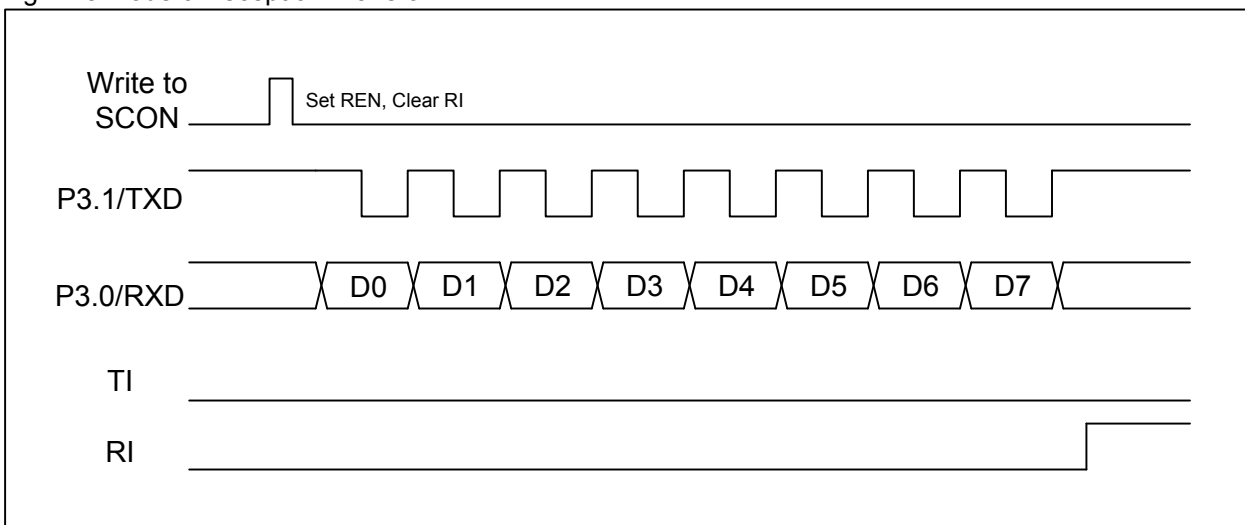 Write to
SCON
Set REN, Clear RI
P3.1/TXD
P3.0/RXD
D0 D1 D2 D3 D4 D5 D6 D7
TI
RI